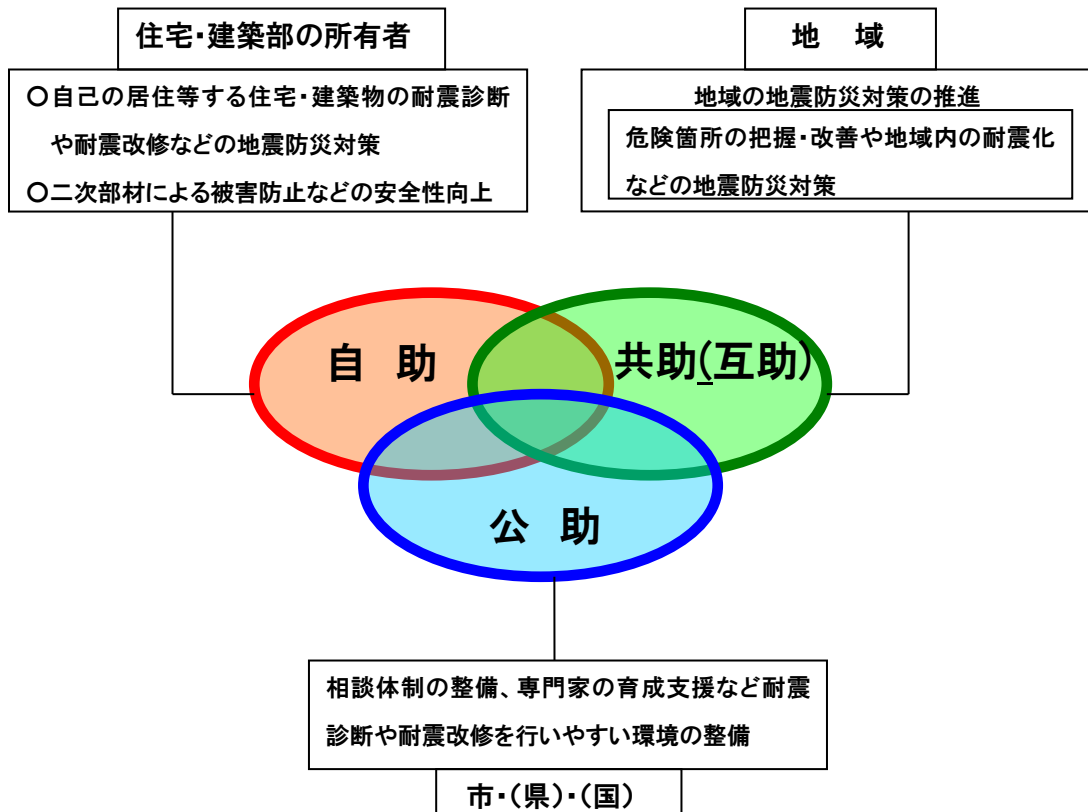 住宅・建築部の所有者
〇自己の居住等する住宅・建築物の耐震診断
や耐震改修などの地震防災対策
〇二次部材による被害防止などの安全性向上
地　域
地域の地震防災対策の推進
危険箇所の把握・改善や地域内の耐震化
などの地震防災対策
自 助
共助(互助)
公 助
相談体制の整備、専門家の育成支援など耐震
診断や耐震改修を行いやすい環境の整備
市・(県)・(国)